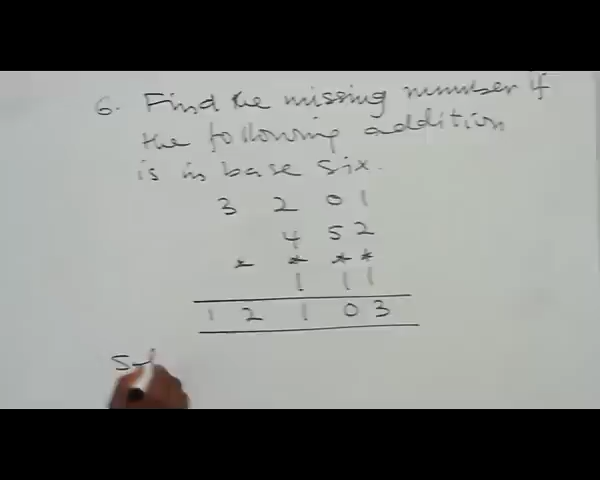 6. Find the missing number if
the following addition
is in base six.
3 2 0 1
4 5 2
* * * *
1 1 1
1 2 1 0 3